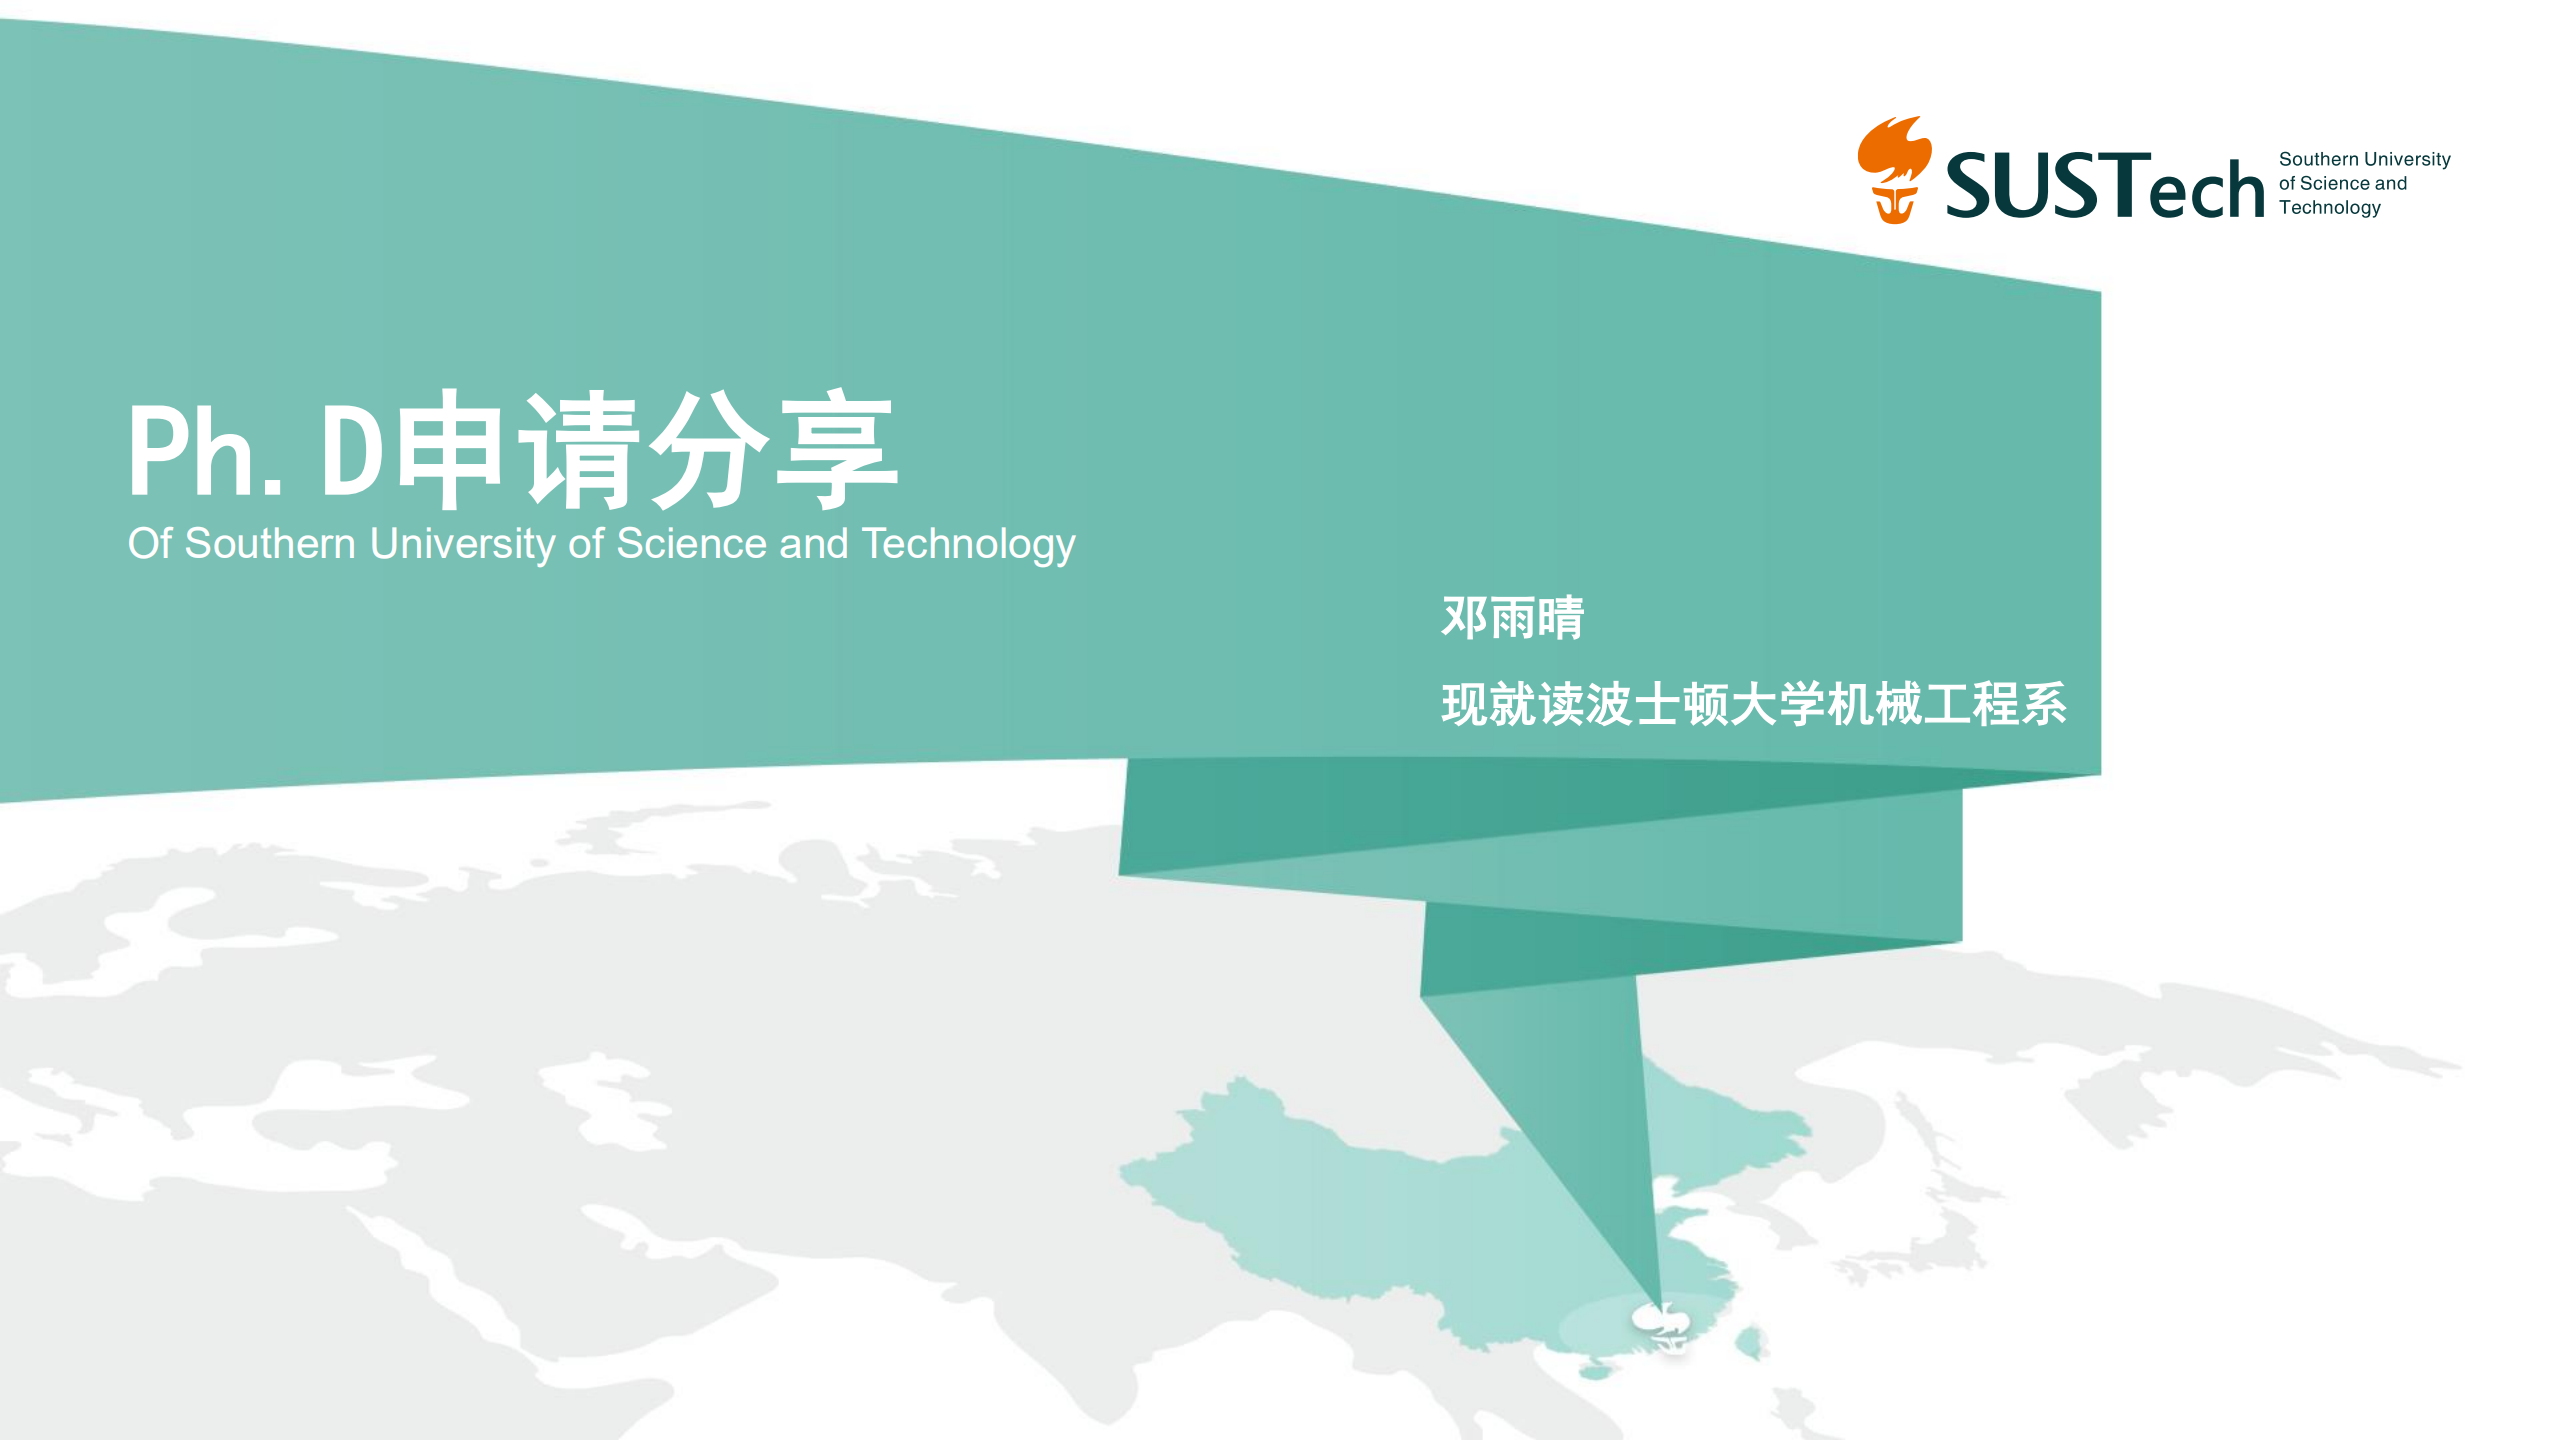 SUSTech
Southern University
of Science and
Technology
Ph.D申请分享
Of Southern University of Science and Technology
邓雨晴
现就读波士顿大学机械工程系